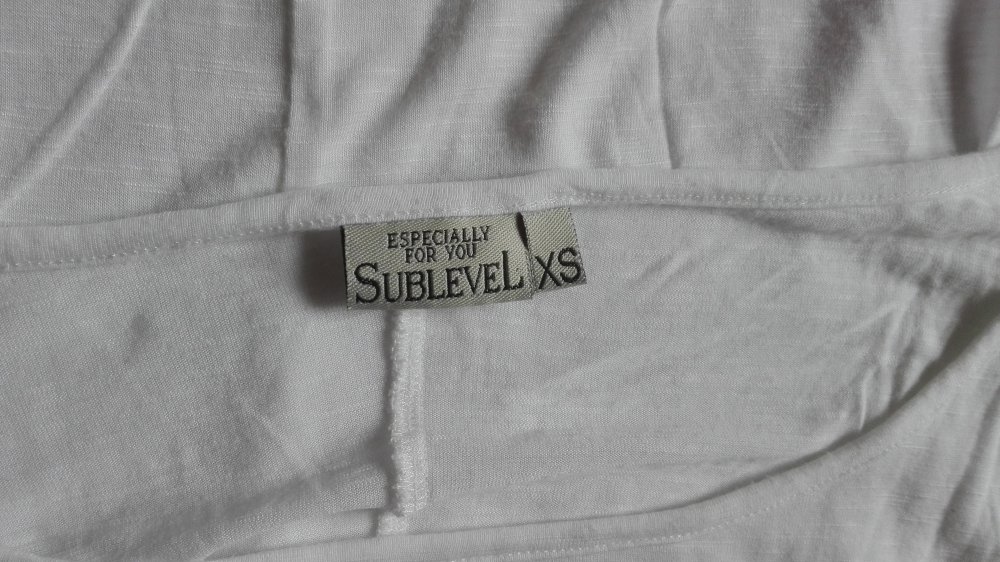 ESPECIALLY
FOR YOU
SUBLEVEL
XS